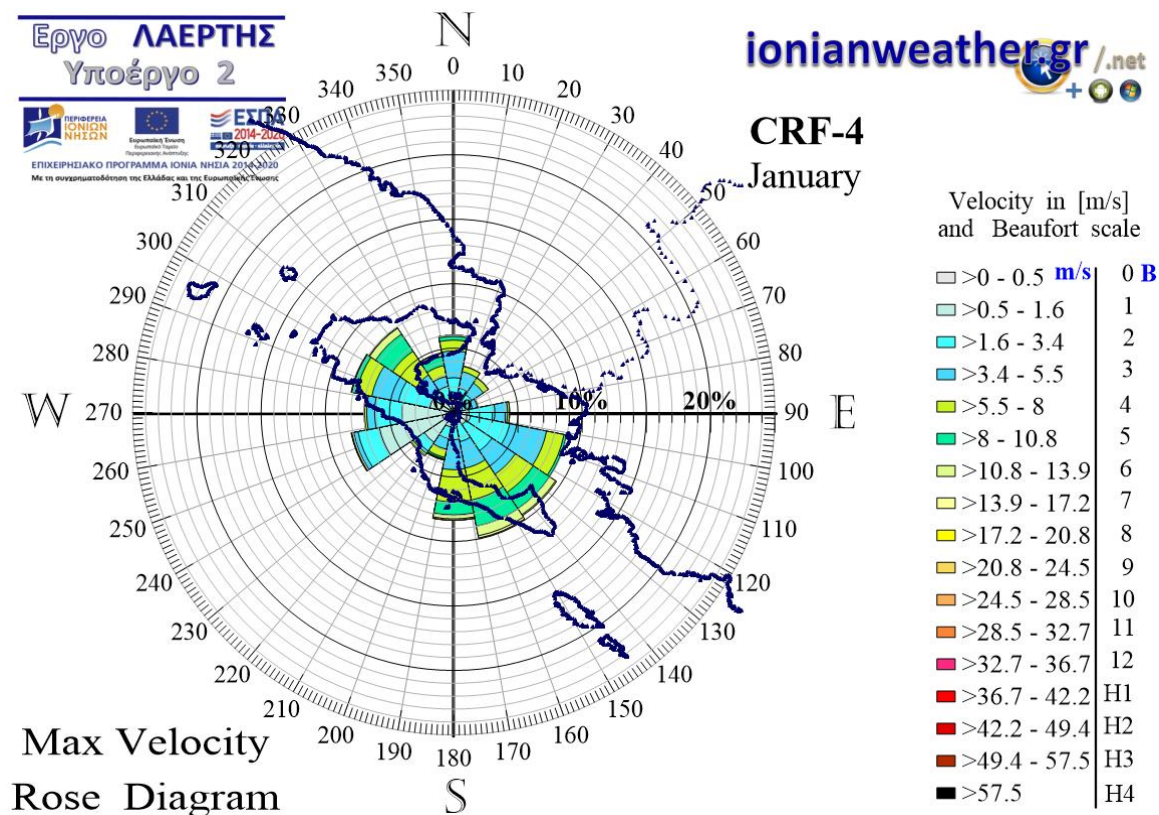 Εργο ΛΑΕΡΤΗΣ
Υποέργο 2
ΠΕΡΙΦΕΡΕΙΑ
ΙΟΝΙΩΝ
ΝΗΣΩΝ
Ευρωπαϊκή Ένωση
Ευρωπαϊκό Ταμείο
Περιφερειακής Ανάπτυξης
ΕΣΠΑ
2014-2020
ΕΠΙΧΕΙΡΗΣΙΑΚΟ ΠΡΟΓΡΑΜΜΑ ΙΟΝΙΑ ΝΗΣΙΑ 2014-2020
Με τη συγχρηματοδότηση της Ελλάδας και της Ευρωπαϊκής Ένωσης
ionianweather.gr /.net
CRF-4
January
N
0
10
20
30
40
50
60
70
80
90
E
100
110
120
130
140
150
160
170
180
S
190
200
210
220
230
240
250
260
270
W
280
290
300
310
320
330
340
350
0%
10%
20%
Velocity in [m/s]
and Beaufort scale
>0 - 0.5 m/s 0 B
>0.5 - 1.6 1
>1.6 - 3.4 2
>3.4 - 5.5 3
>5.5 - 8 4
>8 - 10.8 5
>10.8 - 13.9 6
>13.9 - 17.2 7
>17.2 - 20.8 8
>20.8 - 24.5 9
>24.5 - 28.5 10
>28.5 - 32.7 11
>32.7 - 36.7 12
>36.7 - 42.2 H1
>42.2 - 49.4 H2
>49.4 - 57.5 H3
>57.5 H4
Max Velocity
Rose Diagram